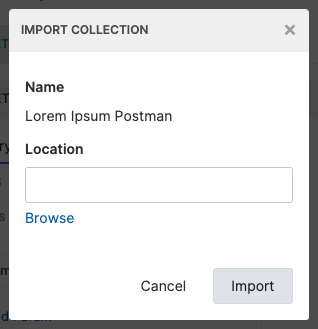 IMPORT COLLECTION ×
Name
Lorem Ipsum Postman
Location
Browse
Cancel Import